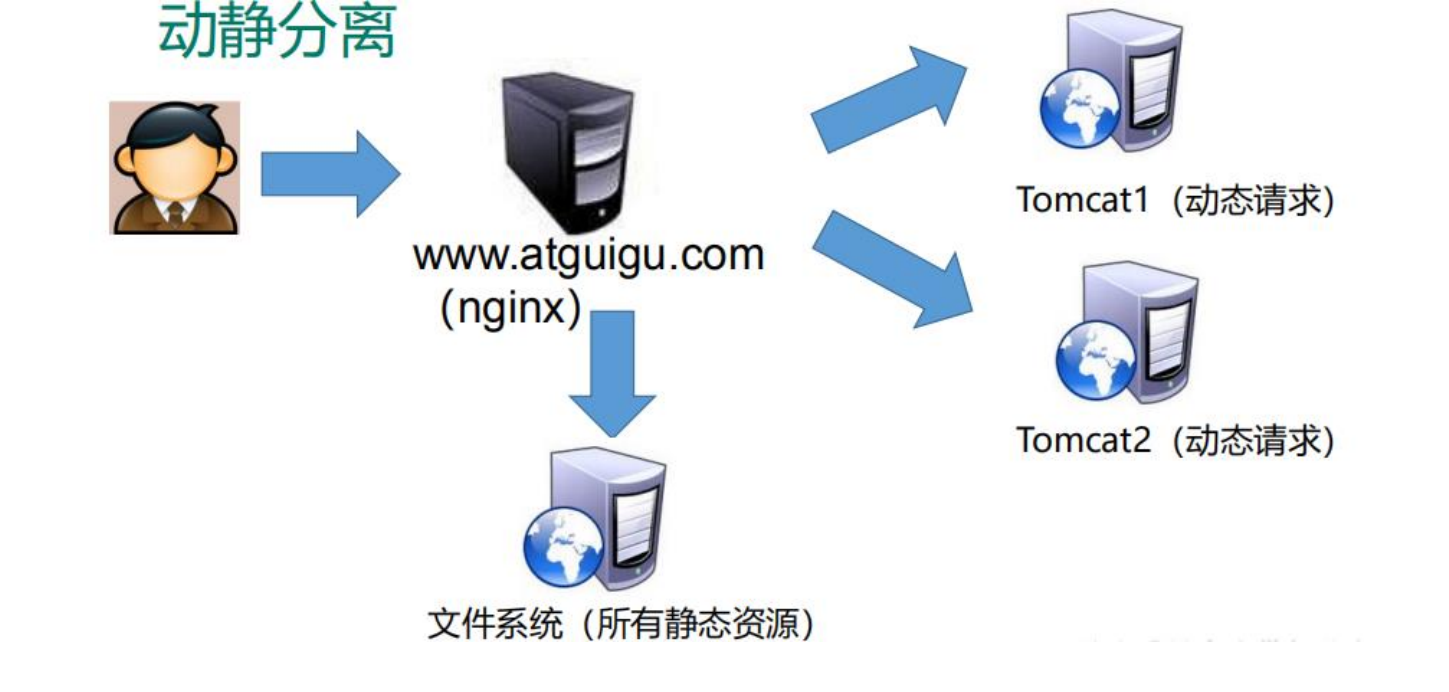 动静分离
www.atguigu.com
（nginx）
Tomcat1（动态请求）
Tomcat2（动态请求）
文件系统（所有静态资源）